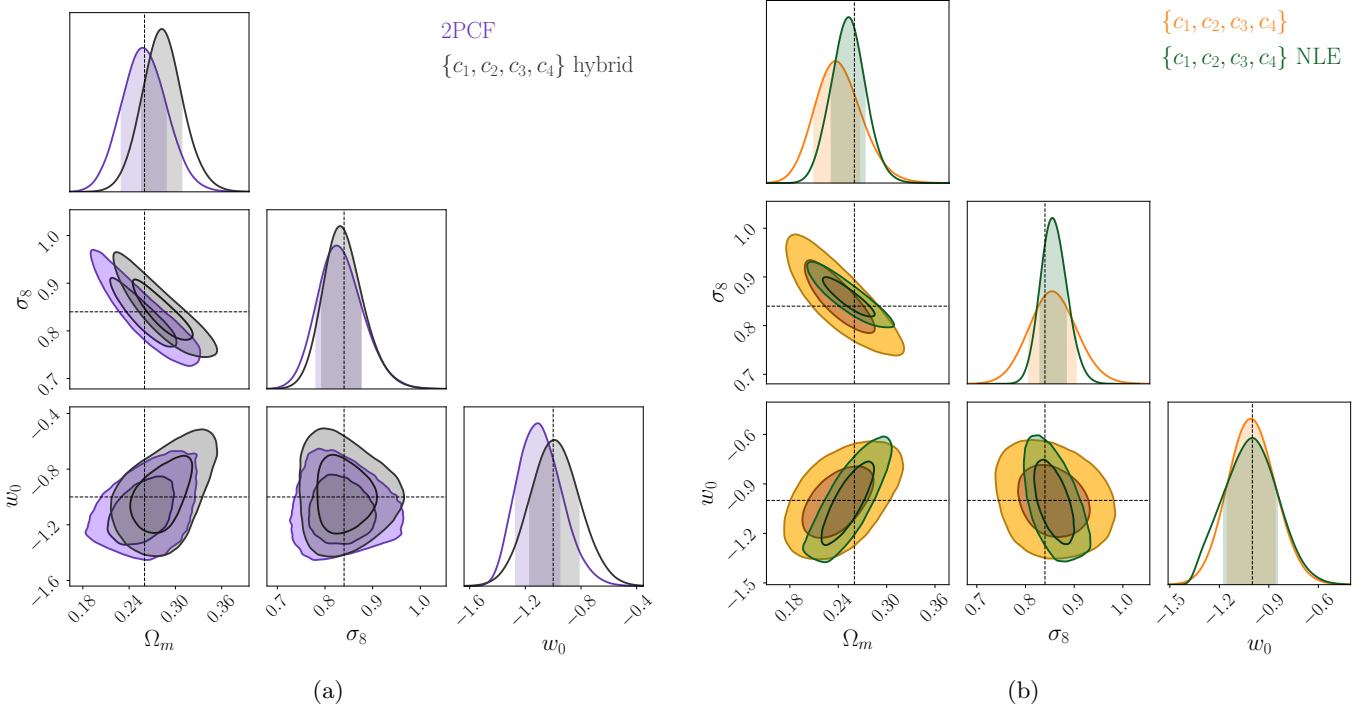 2PCF
{c₁, c₂, c₃, c₄} hybrid
σ₈
1.0
0.9
0.8
0.7
w₀
−0.4
−0.8
−1.2
−1.6
0.18
0.24
0.30
0.36
Ωₘ
0.7
0.8
0.9
1.0
σ₈
−1.6
−1.2
−0.8
−0.4
w₀
(a)
{c₁, c₂, c₃, c₄}
{c₁, c₂, c₃, c₄} NLE
σ₈
1.0
0.9
0.8
0.7
w₀
−0.6
−0.9
−1.2
−1.5
0.18
0.24
0.30
0.36
Ωₘ
0.7
0.8
0.9
1.0
σ₈
−1.5
−1.2
−0.9
−0.6
w₀
(b)